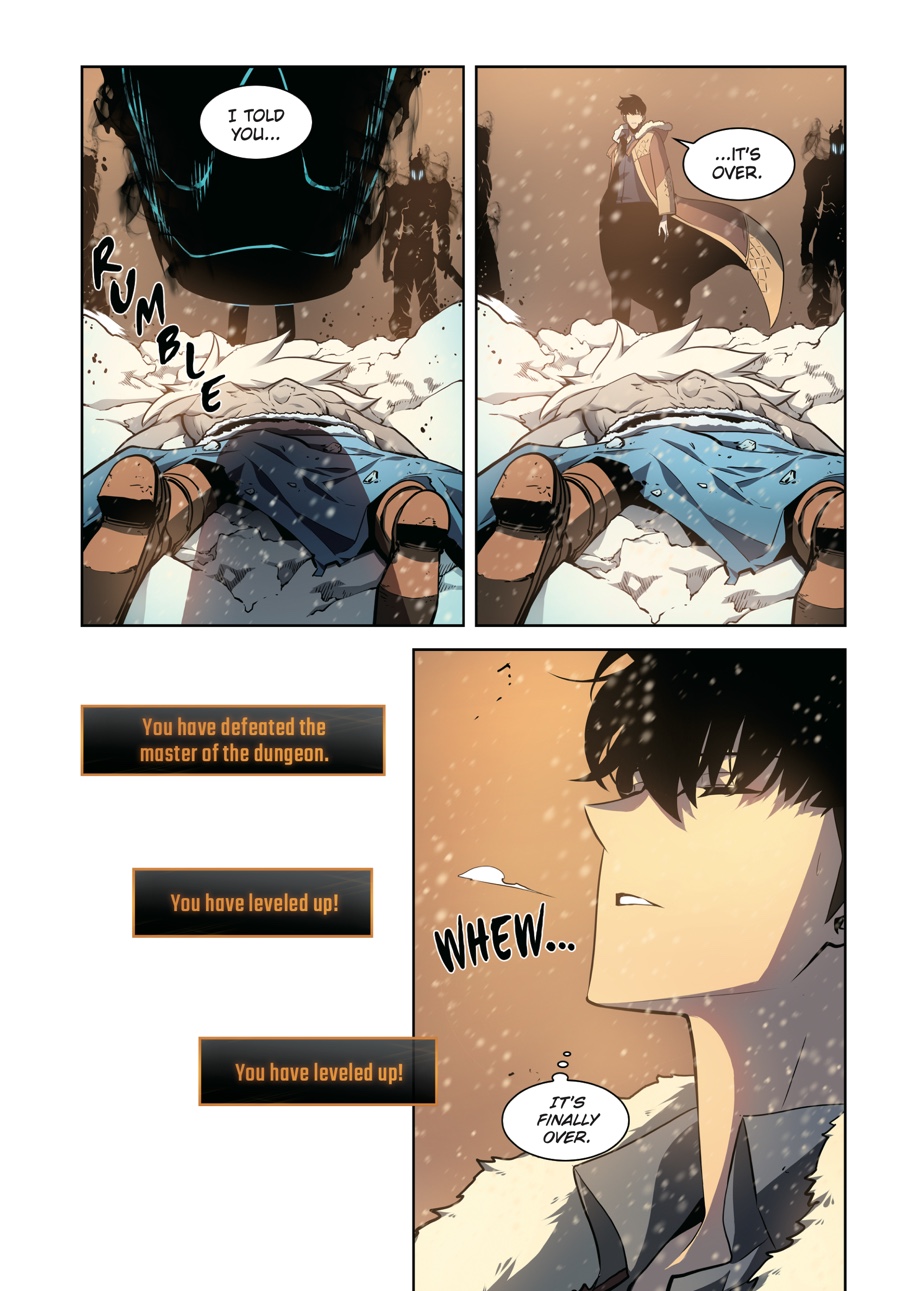 I TOLD
YOU...
...IT'S
OVER.
RUMBLE
You have defeated the
master of the dungeon.
You have leveled up!
WHEW...
You have leveled up!
IT'S
FINALLY
OVER.